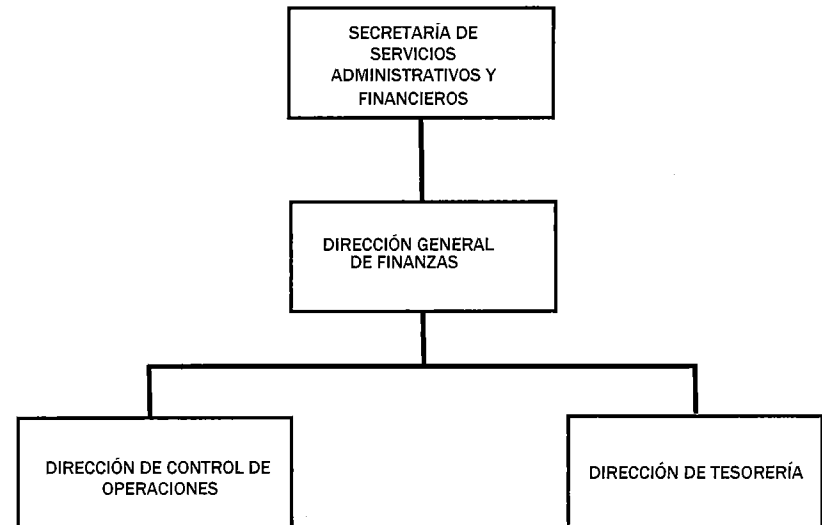 SECRETARÍA DE
SERVICIOS
ADMINISTRATIVOS Y
FINANCIEROS
DIRECCIÓN GENERAL
DE FINANZAS
DIRECCIÓN DE CONTROL DE
OPERACIONES
DIRECCIÓN DE TESORERÍA